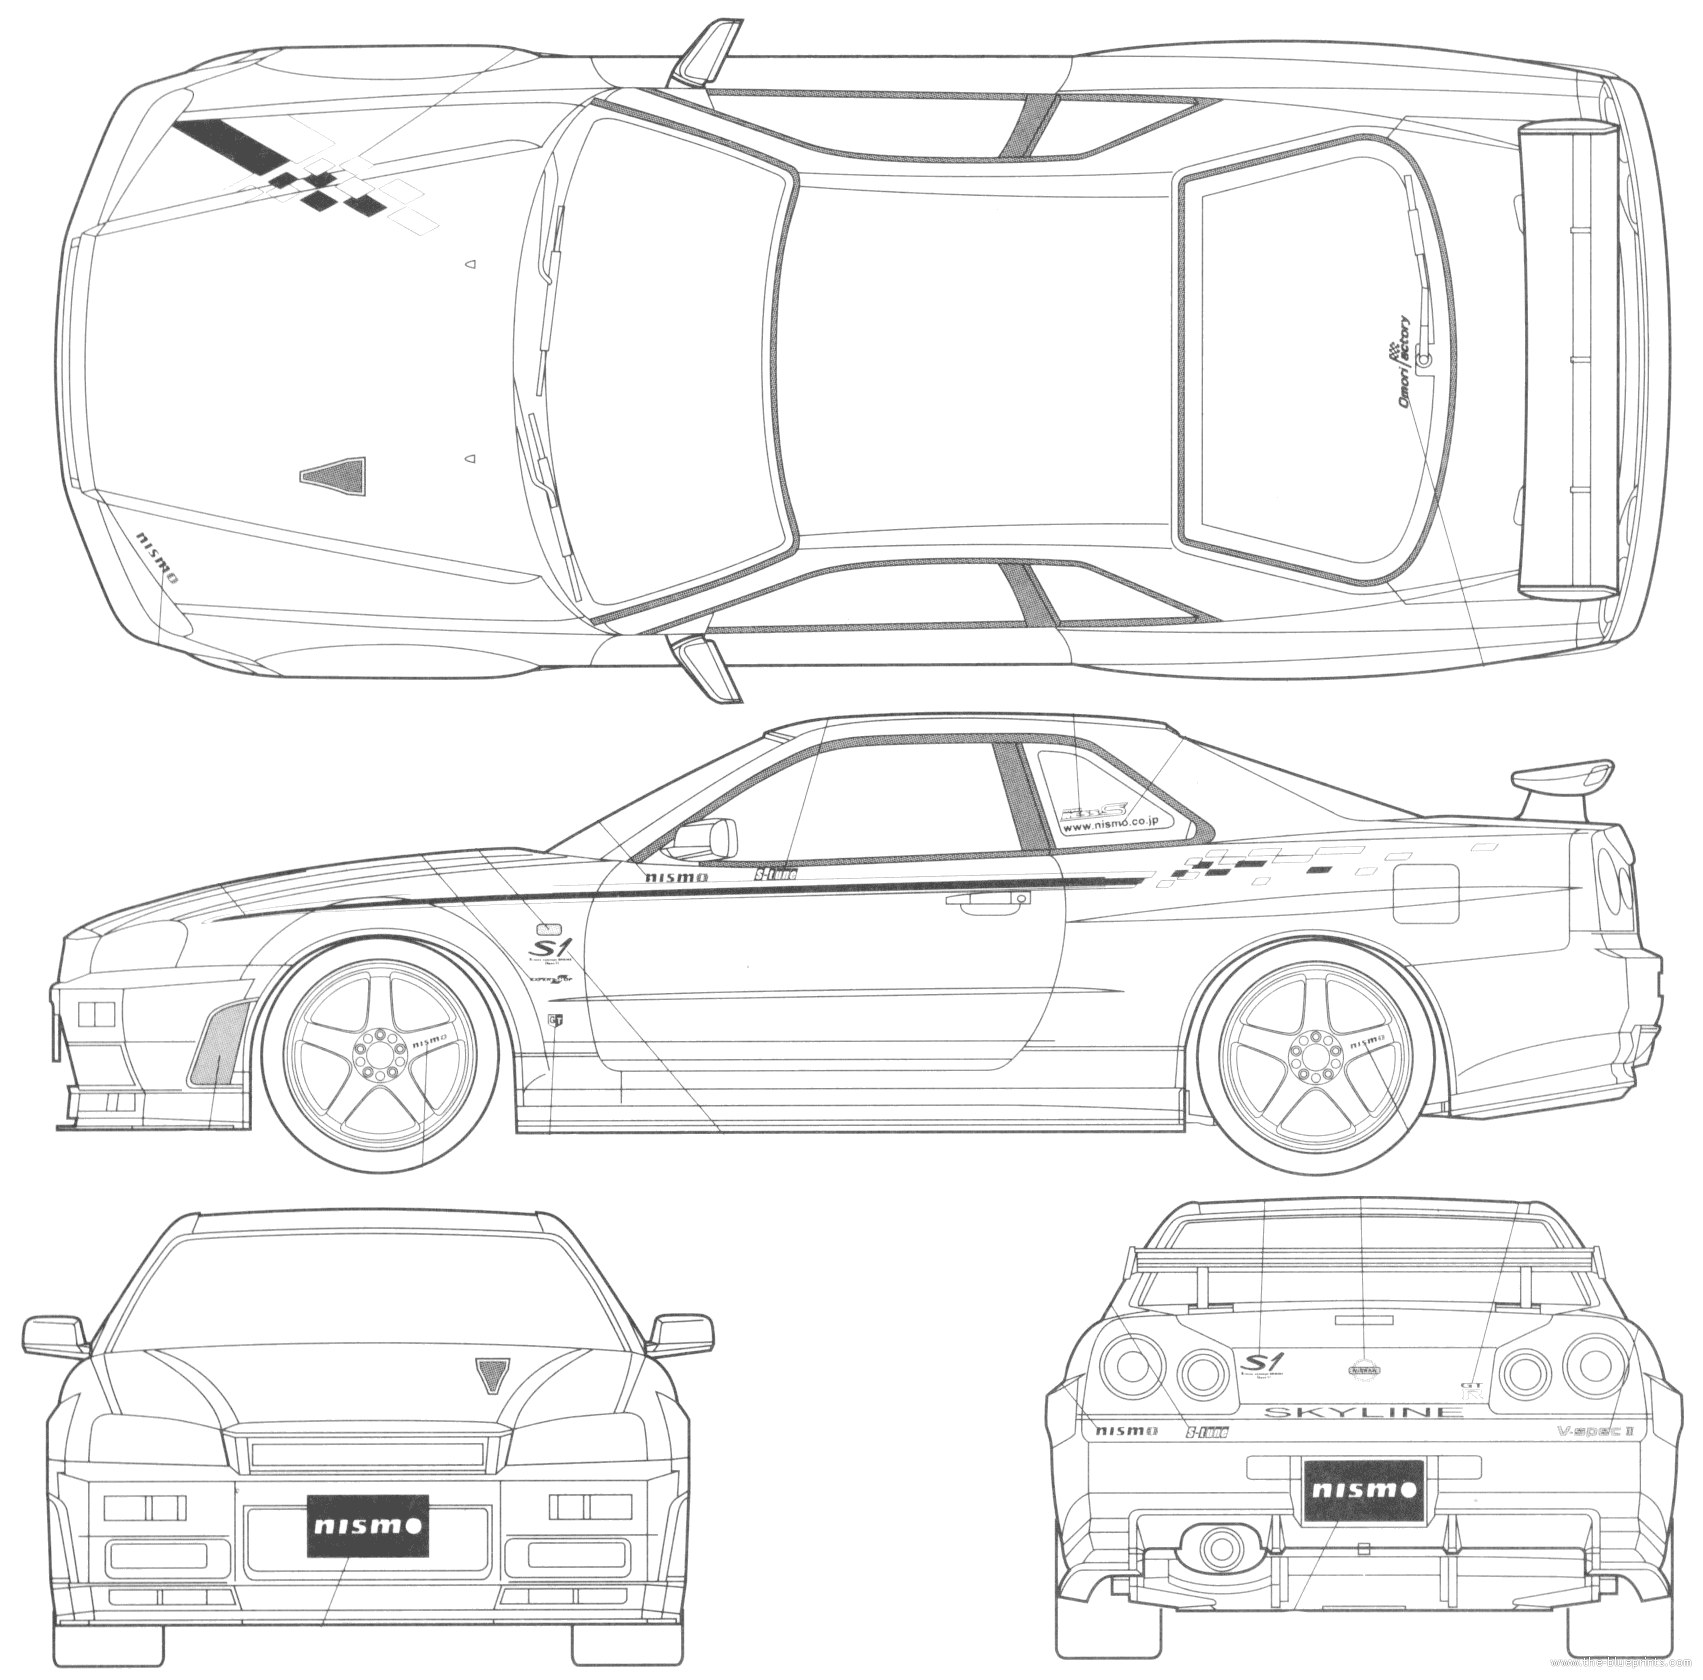 Omori factory
nismo
www.nismo.co.jp
nismo
S-tune
S1
GT
nismo
nismo
S1
NISSAN
GT
R
SKYLINE
nismo
S-tune
V-spec II
nismo
nismo
www.the-blueprints.com